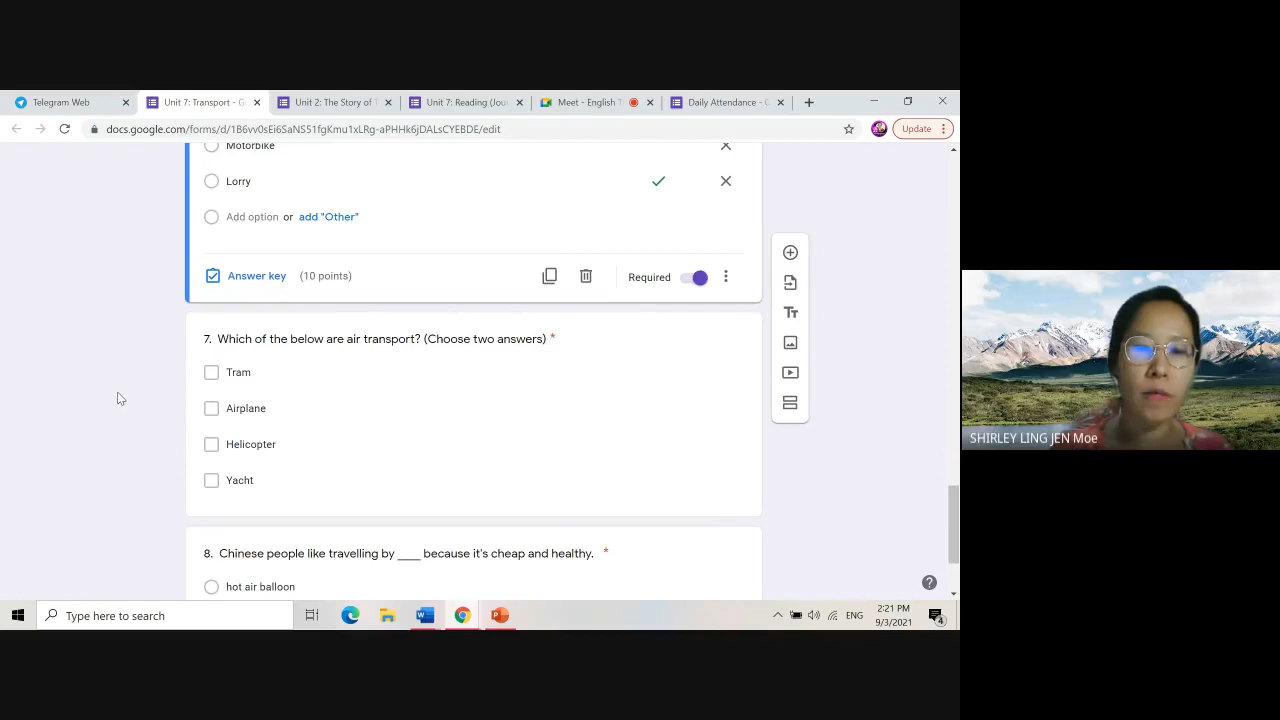 Telegram Web
Unit 7: Transport - G
Unit 2: The Story of
Unit 7: Reading (Jou
Meet - English
Daily Attendance -
docs.google.com/forms/d/1B6vv0sEi6SaNS51fgKmu1xLRg-aPHHk6jDALsCYEBDE/edit
Update
Motorbike
Lorry
Add option or add "Other"
Answer key (10 points)
Required
7. Which of the below are air transport? (Choose two answers) *
Tram
Airplane
Helicopter
Yacht
8. Chinese people like travelling by ____ because it's cheap and healthy. *
hot air balloon
SHIRLEY LING JEN Moe
Type here to search
ENG
2:21 PM
9/3/2021
4